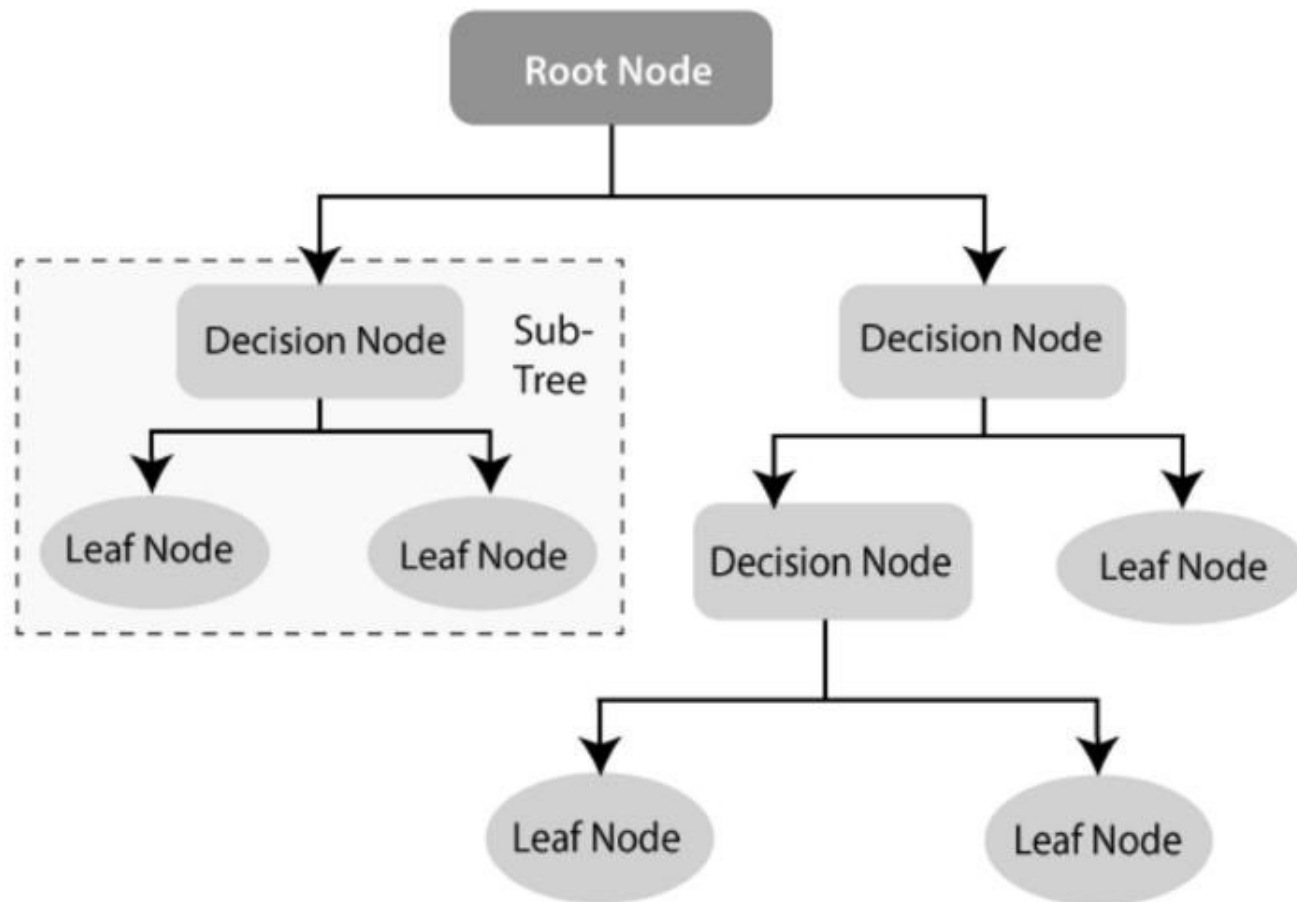 Root Node
Decision Node
Sub-
Tree
Decision Node
Leaf Node
Leaf Node
Decision Node
Leaf Node
Leaf Node
Leaf Node